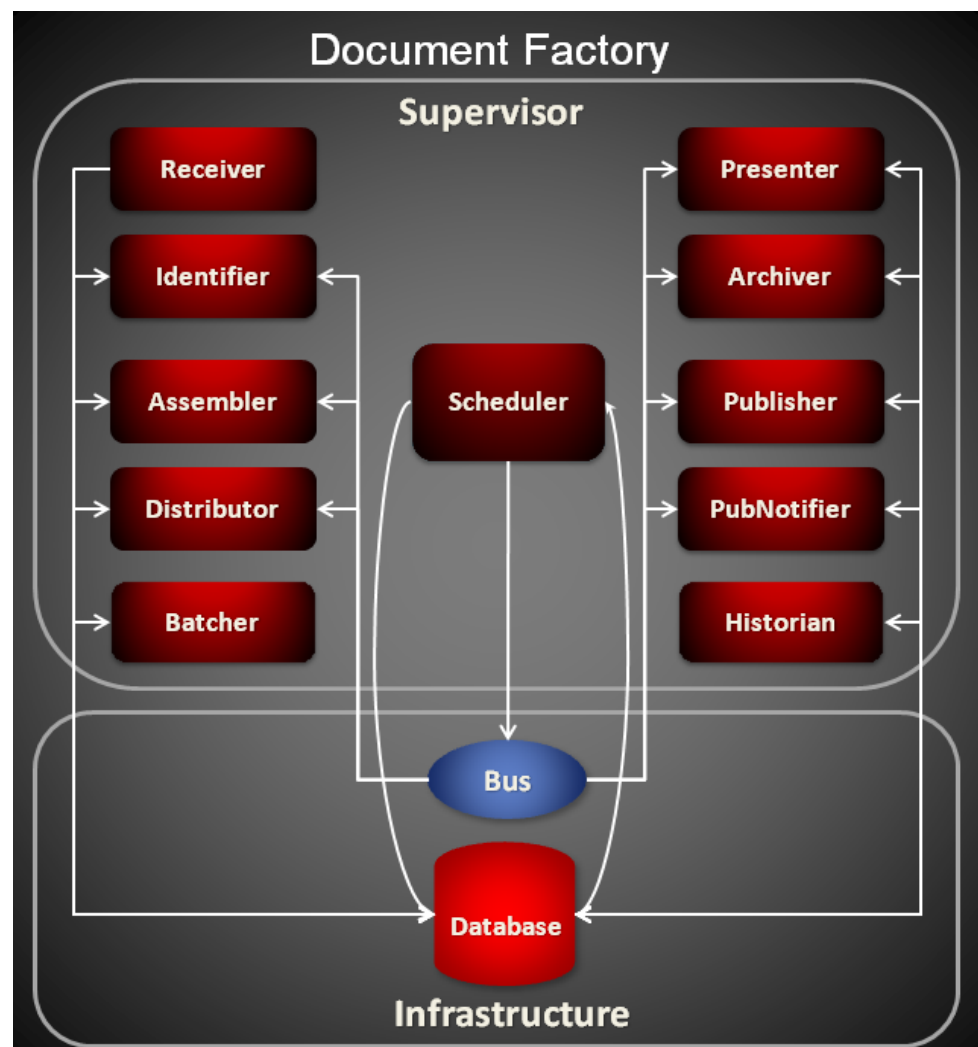 Document Factory
Supervisor
Receiver
Presenter
Identifier
Archiver
Assembler
Scheduler
Publisher
Distributor
PubNotifier
Batcher
Historian
Bus
Database
Infrastructure